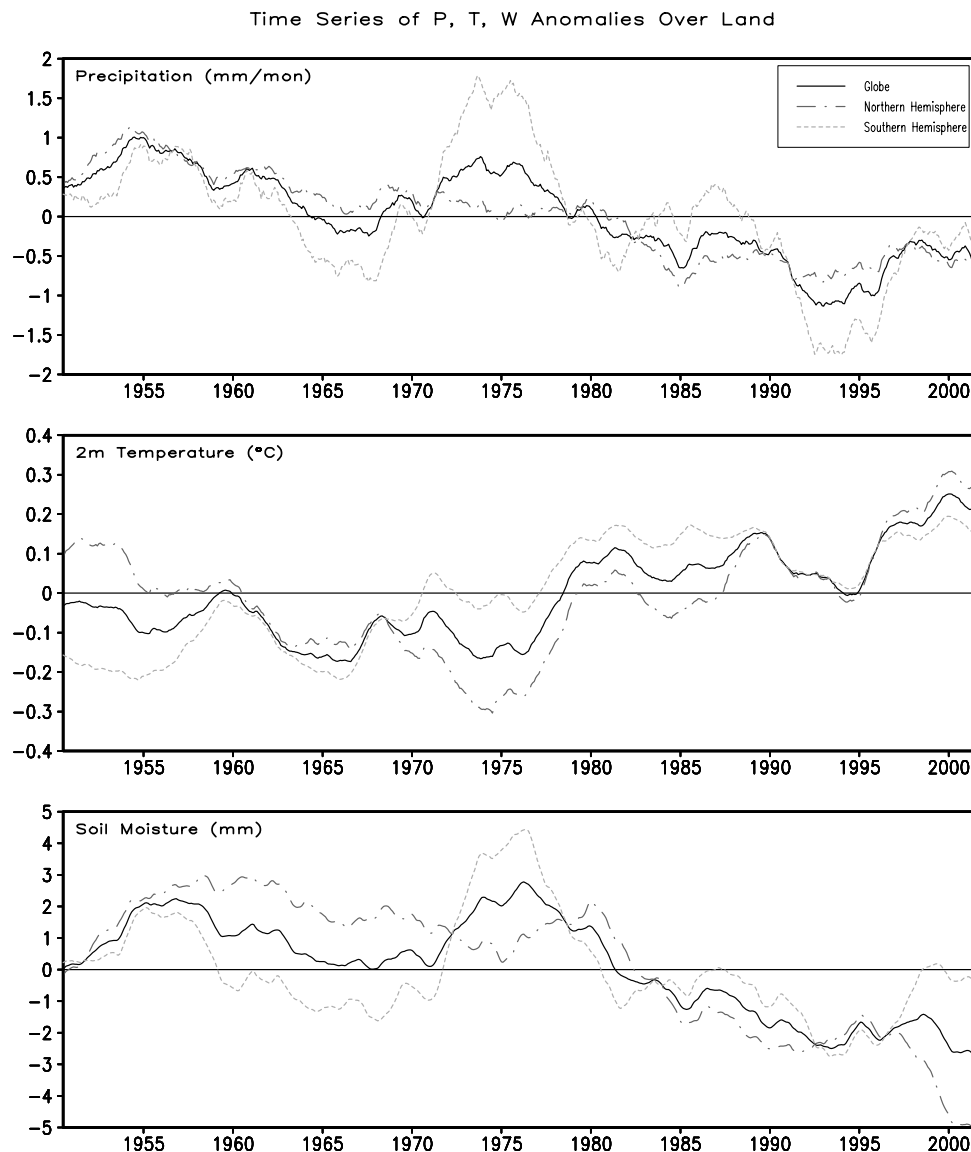 Time Series of P, T, W Anomalies Over Land
Precipitation (mm/mon)
Globe
Northern Hemisphere
Southern Hemisphere
2
1.5
1
0.5
0
−0.5
−1
−1.5
−2
1955 1960 1965 1970 1975 1980 1985 1990 1995 2000
2m Temperature (°C)
0.4
0.3
0.2
0.1
0
−0.1
−0.2
−0.3
−0.4
1955 1960 1965 1970 1975 1980 1985 1990 1995 2000
Soil Moisture (mm)
5
4
3
2
1
0
−1
−2
−3
−4
−5
1955 1960 1965 1970 1975 1980 1985 1990 1995 2000